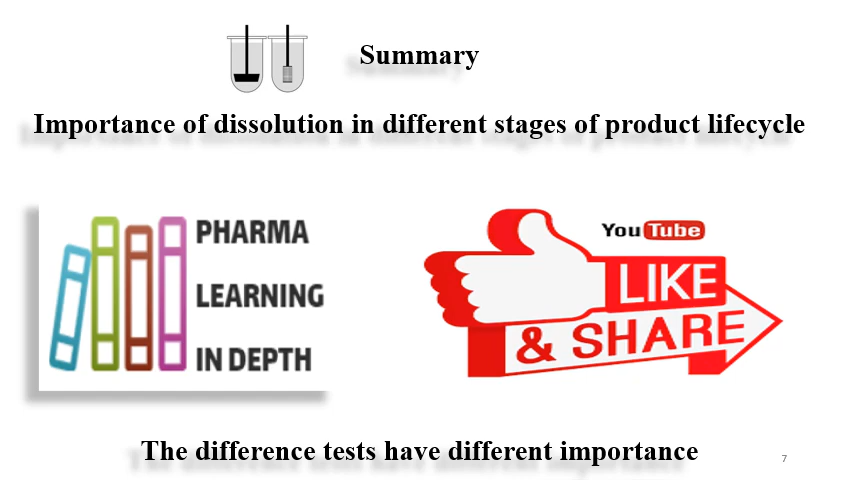 Summary
Importance of dissolution in different stages of product lifecycle
PHARMA
LEARNING
IN DEPTH
YouTube
LIKE
& SHARE
The difference tests have different importance
7